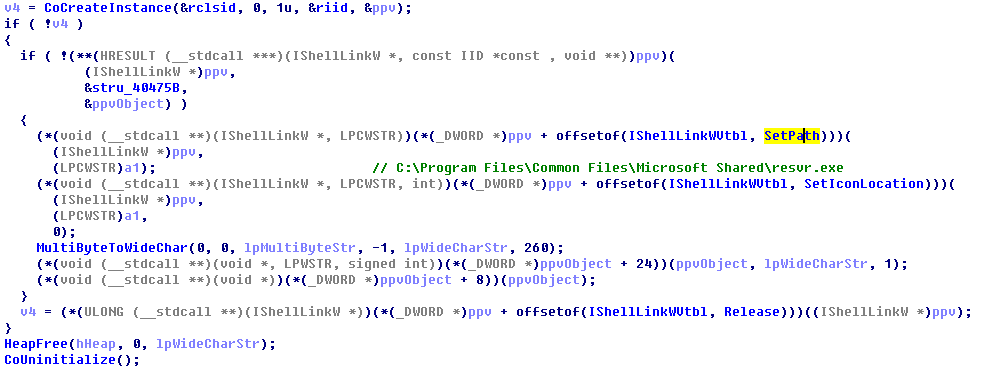 v4 = CoCreateInstance(&rclsid, 0, 1u, &riid, &ppv);
if ( !v4 )
{
if ( !(**(HRESULT (__stdcall ***)(IShellLinkW *, const IID *const , void **))ppv)(
(IShellLinkW *)ppv,
&stru_40475B,
&ppvObject) )
{
(*(void (__stdcall **)(IShellLinkW *, LPCWSTR))(*(_DWORD *)ppv + offsetof(IShellLinkWVtbl, SetPath)))(
(IShellLinkW *)ppv,
(LPCWSTR)a1); // C:\Program Files\Common Files\Microsoft Shared\resvr.exe
(*(void (__stdcall **)(IShellLinkW *, LPCWSTR, int))(*(_DWORD *)ppv + offsetof(IShellLinkWVtbl, SetIconLocation)))(
(IShellLinkW *)ppv,
(LPCWSTR)a1,
0);
MultiByteToWideChar(0, 0, lpMultiByteStr, -1, lpWideCharStr, 260);
(*(void (__stdcall **)(void *, LPWSTR, signed int))(*(_DWORD *)ppvObject + 24))(ppvObject, lpWideCharStr, 1);
(*(void (__stdcall **)(void *))(*(_DWORD *)ppvObject + 8))(ppvObject);
}
v4 = (*(ULONG (__stdcall **)(IShellLinkW *))(*(_DWORD *)ppv + offsetof(IShellLinkWVtbl, Release)))((IShellLinkW *)ppv);
}
HeapFree(hHeap, 0, lpWideCharStr);
CoUninitialize();